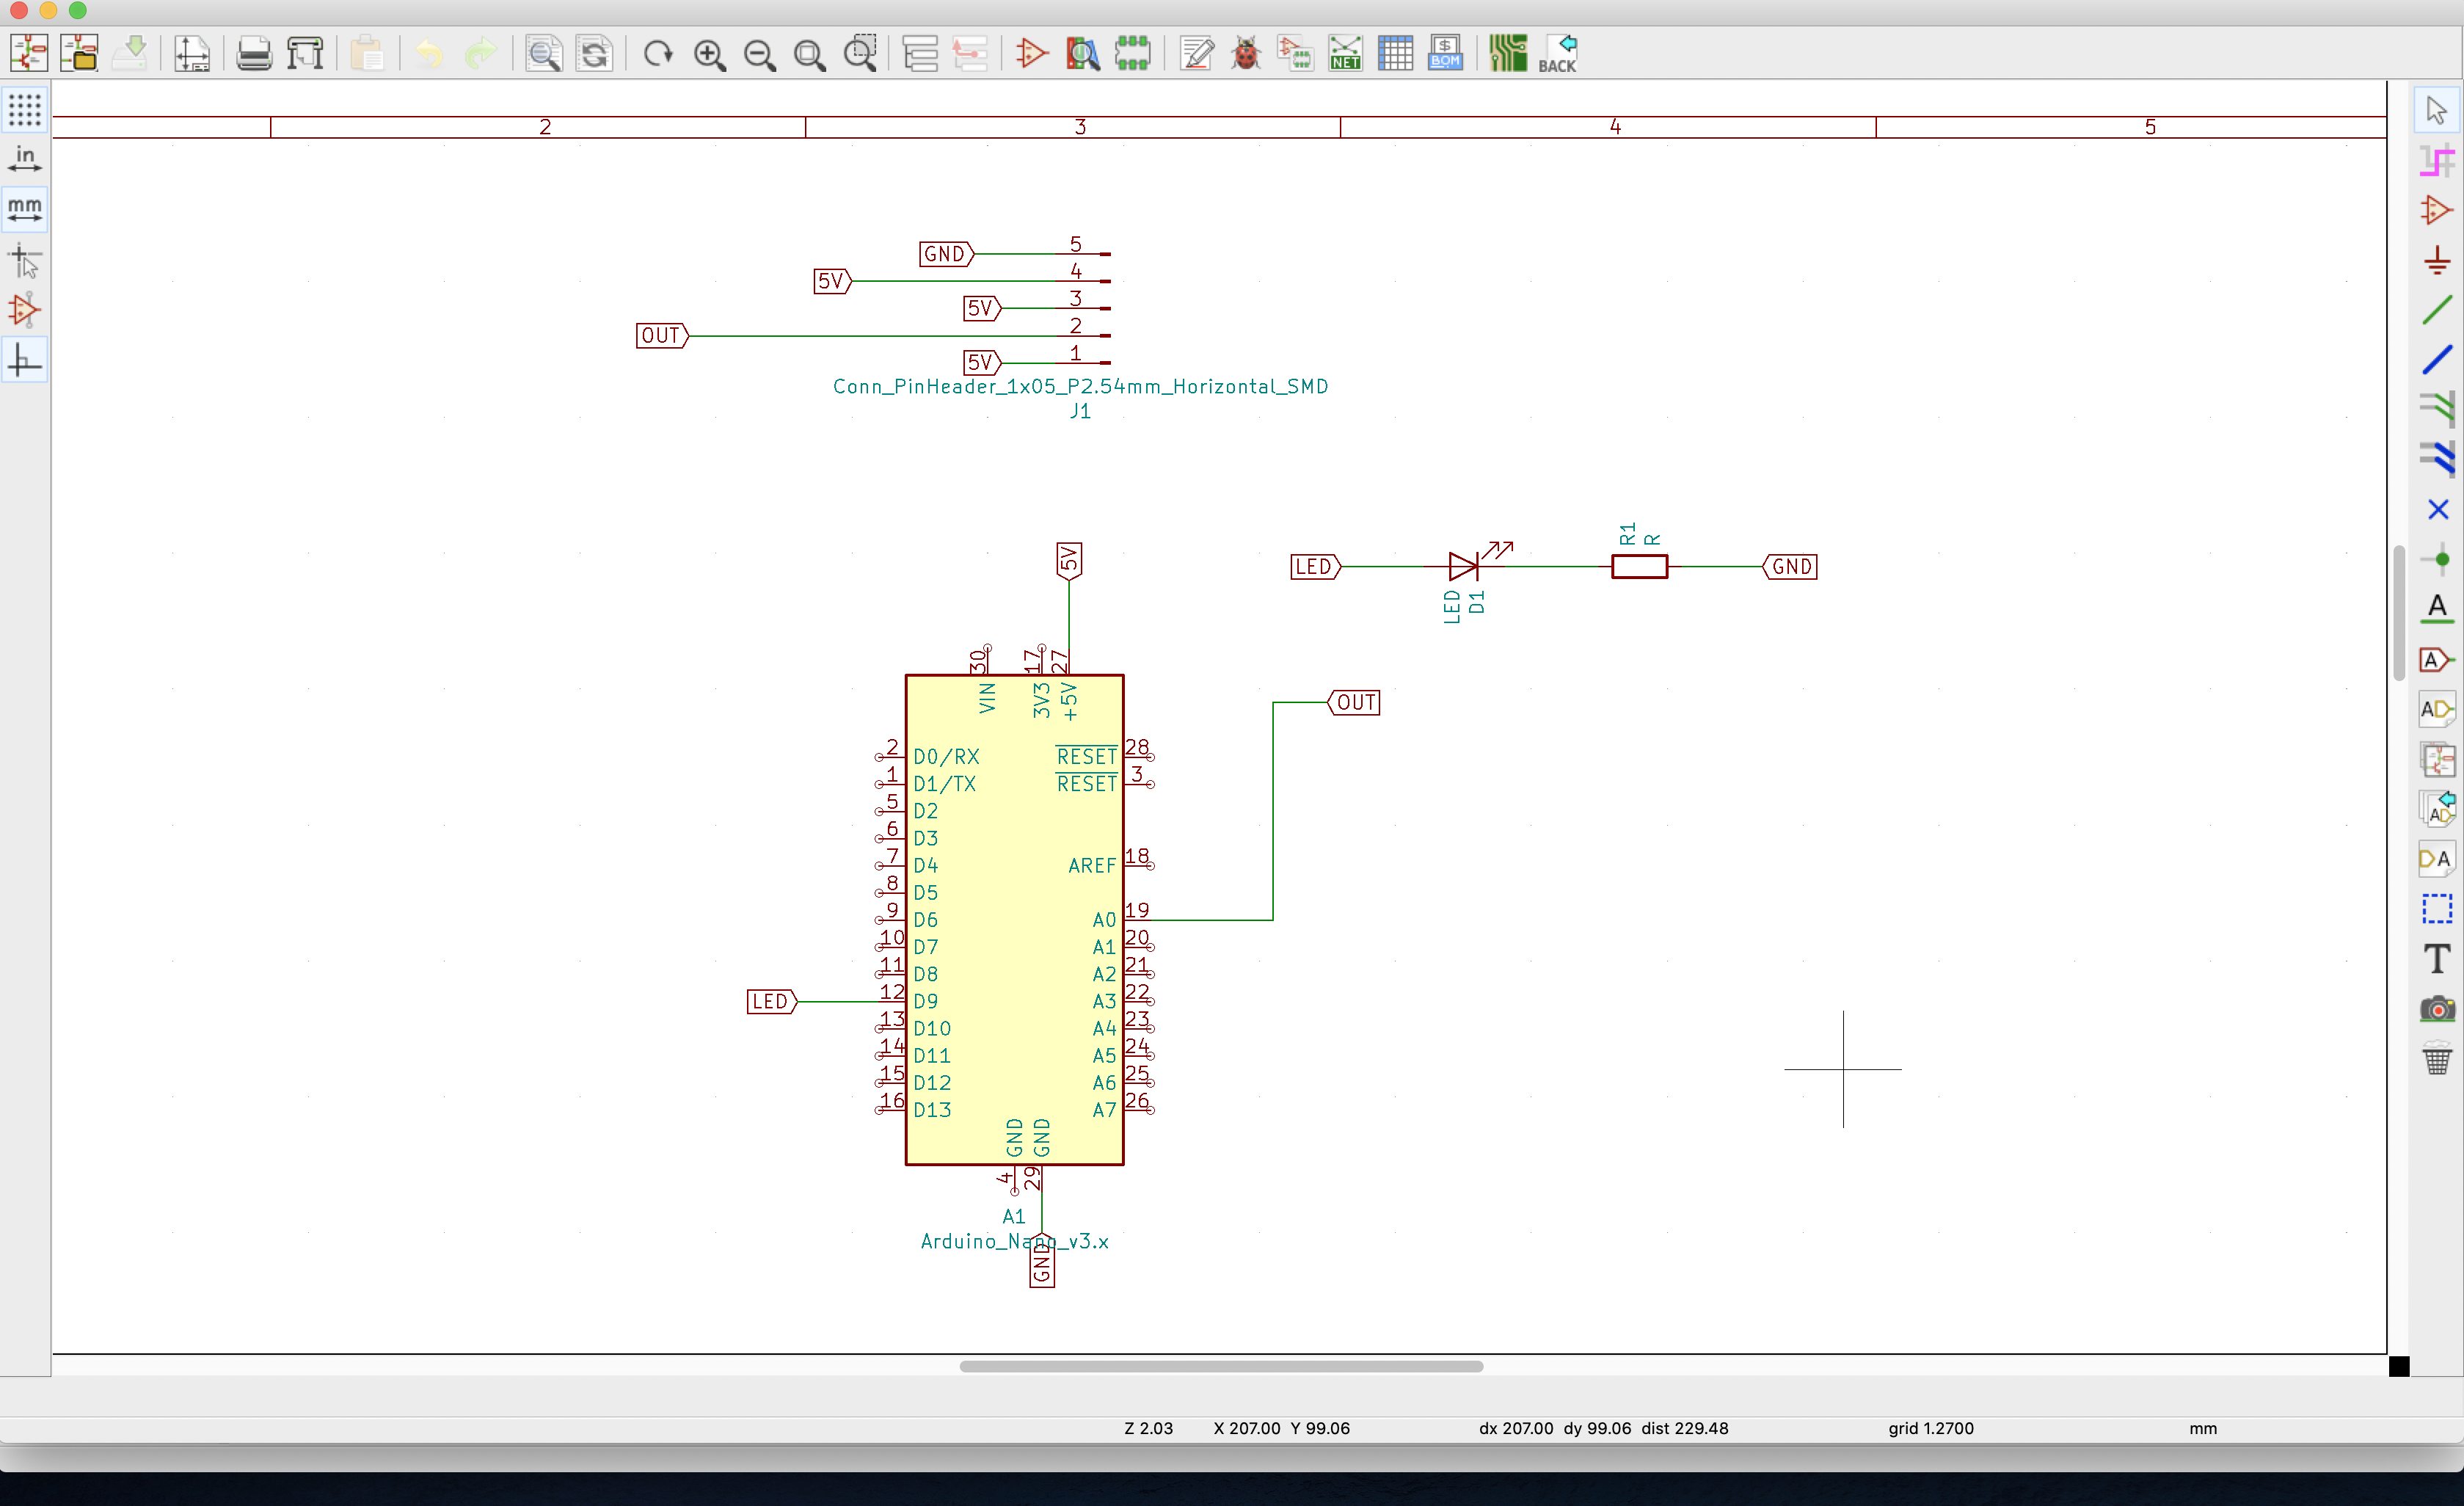 NET
$
BOM
BACK
in
mm
2 3 4 5
GND 5
5V 4
5V 3
OUT 2
5V 1
Conn_PinHeader_1x05_P2.54mm_Horizontal_SMD
J1
5V
LED
LED
D1
R1
R
GND
30 17 27
VIN 3V3 +5V
OUT
2 D0/RX RESET 28
1 D1/TX RESET 3
5 D2
6 D3
7 D4 AREF 18
8 D5
9 D6 A0 19
10 D7 A1 20
11 D8 A2 21
LED 12 D9 A3 22
13 D10 A4 23
14 D11 A5 24
15 D12 A6 25
16 D13 A7 26
GND GND
4 29
A1
Arduino_Nano_v3.x
GND
A
A
AD
AD
DA
T
Z 2.03 X 207.00 Y 99.06 dx 207.00 dy 99.06 dist 229.48 grid 1.2700 mm